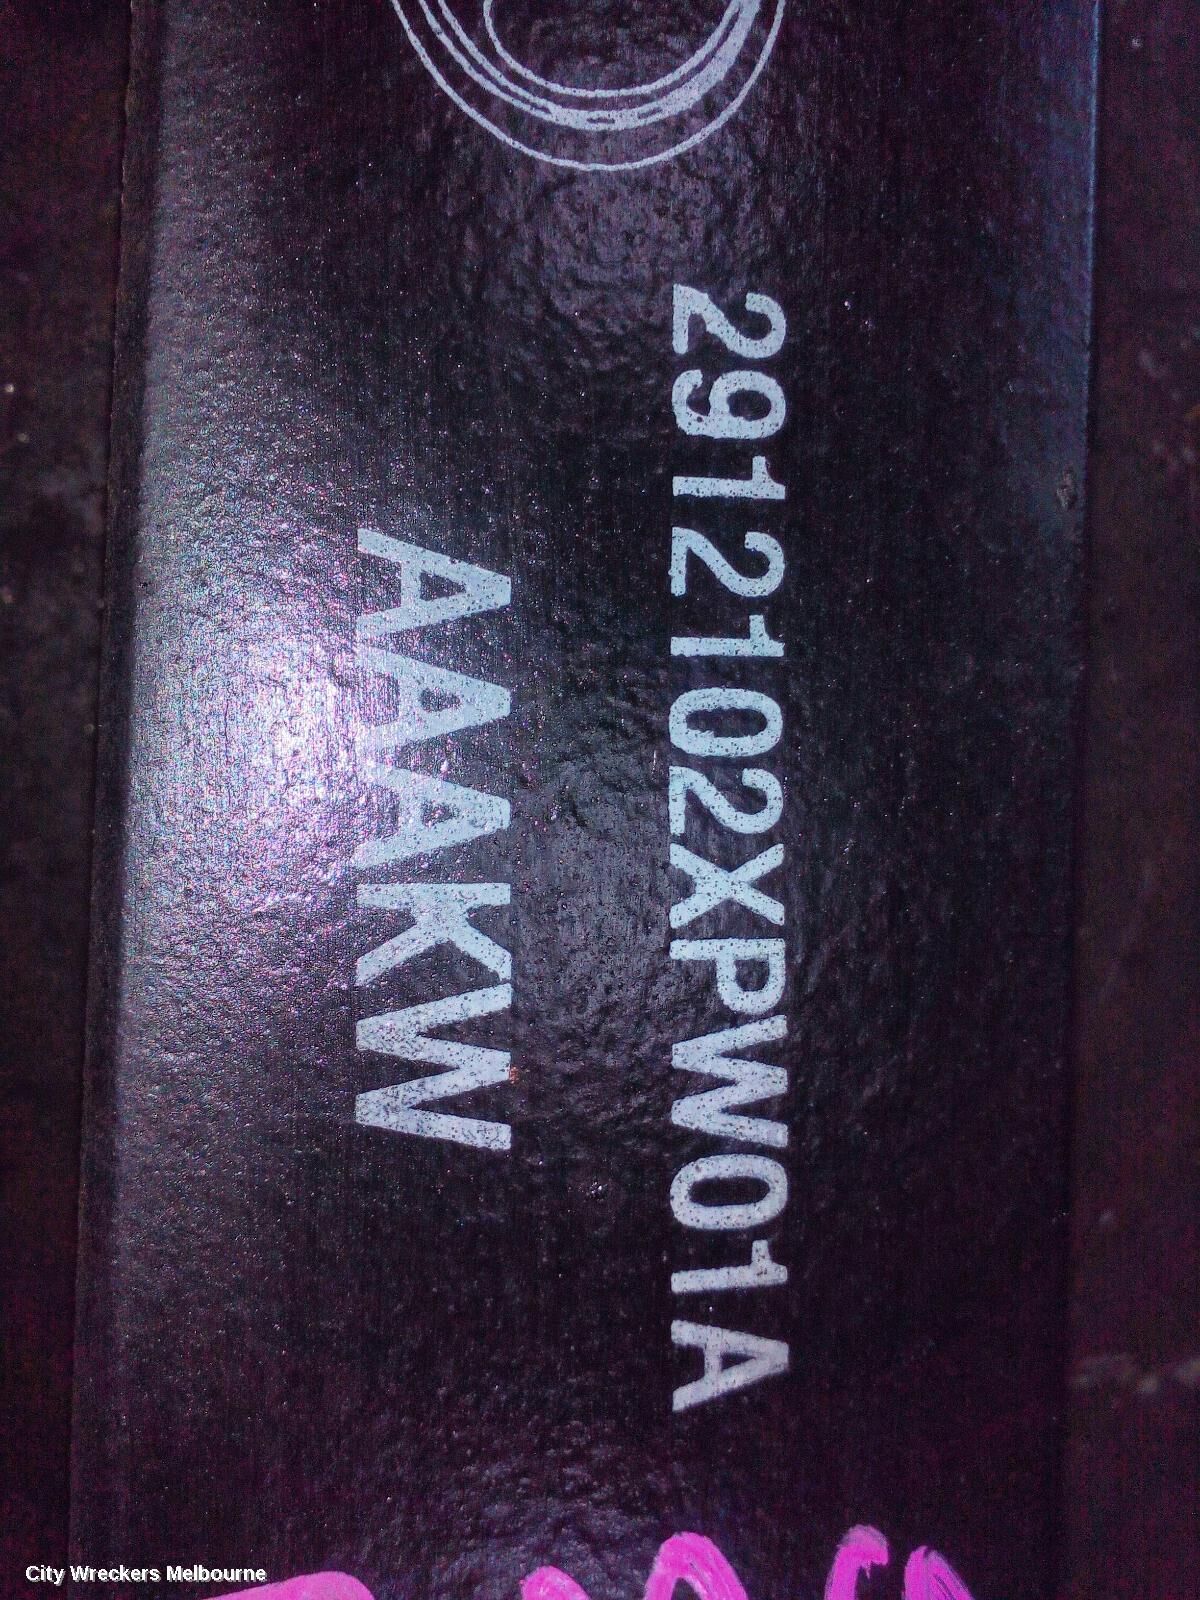 2912102XPW01A
AAAKW
City Wreckers Melbourne